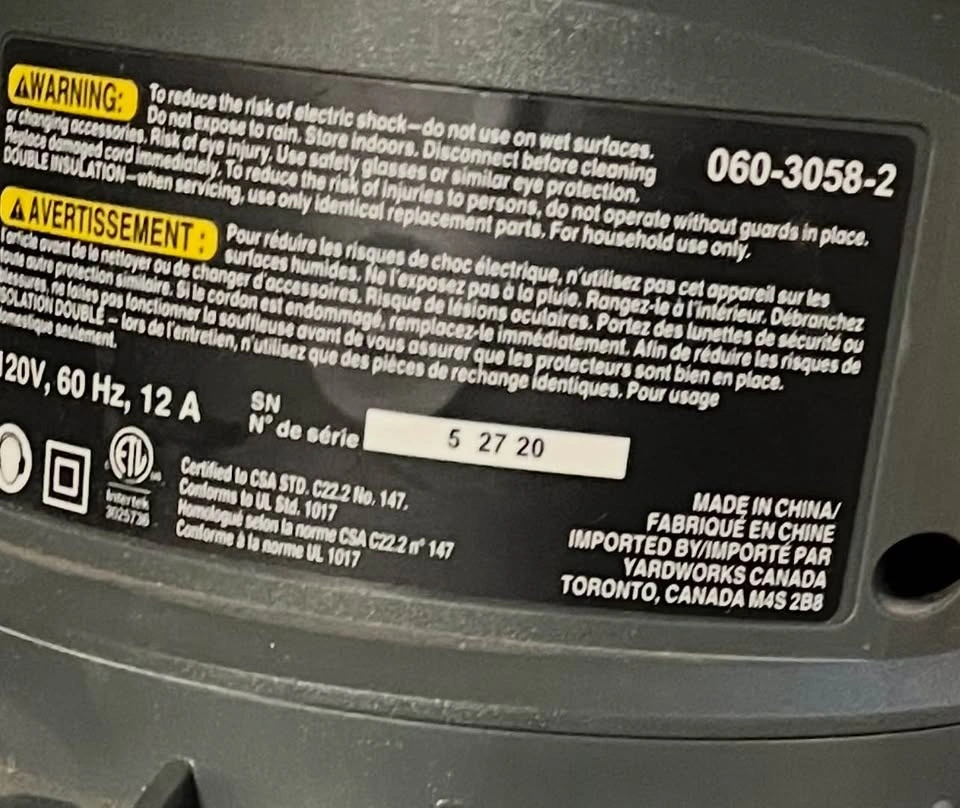 WARNING: To reduce the risk of electric shock–do not use on wet surfaces.
Do not expose to rain. Store indoors. Disconnect before cleaning
or changing accessories. Risk of eye injury. Use safety glasses or similar eye protection.
Replace damaged cord immediately. To reduce the risk of injuries to persons, do not operate without guards in place.
DOUBLE INSULATION–when servicing, use only identical replacement parts. For household use only.
060-3058-2
AVERTISSEMENT : Pour réduire les risques de choc électrique, n'utilisez pas cet appareil sur les
surfaces humides. Ne l'exposez pas à la pluie. Rangez-le à l'intérieur. Débranchez
l'article avant de le nettoyer ou de changer d'accessoires. Risque de lésions oculaires. Portez des lunettes de sécurité ou
toute autre protection similaire. Si le cordon est endommagé, remplacez-le immédiatement. Afin de réduire les risques de
blessures, ne faites pas fonctionner la souffleuse avant de vous assurer que les protecteurs sont bien en place.
ISOLATION DOUBLE – lors de l'entretien, n'utilisez que des pièces de rechange identiques. Pour usage
domestique seulement.
120V, 60 Hz, 12 A
SN
N° de série
5 27 20
ETL
Intertek
3025736
Certified to CSA STD. C22.2 No. 147.
Conforms to UL Std. 1017
Homologué selon la norme CSA C22.2 n° 147
Conforme à la norme UL 1017
MADE IN CHINA/
FABRIQUÉ EN CHINE
IMPORTED BY/IMPORTÉ PAR
YARDWORKS CANADA
TORONTO, CANADA M4S 2B8